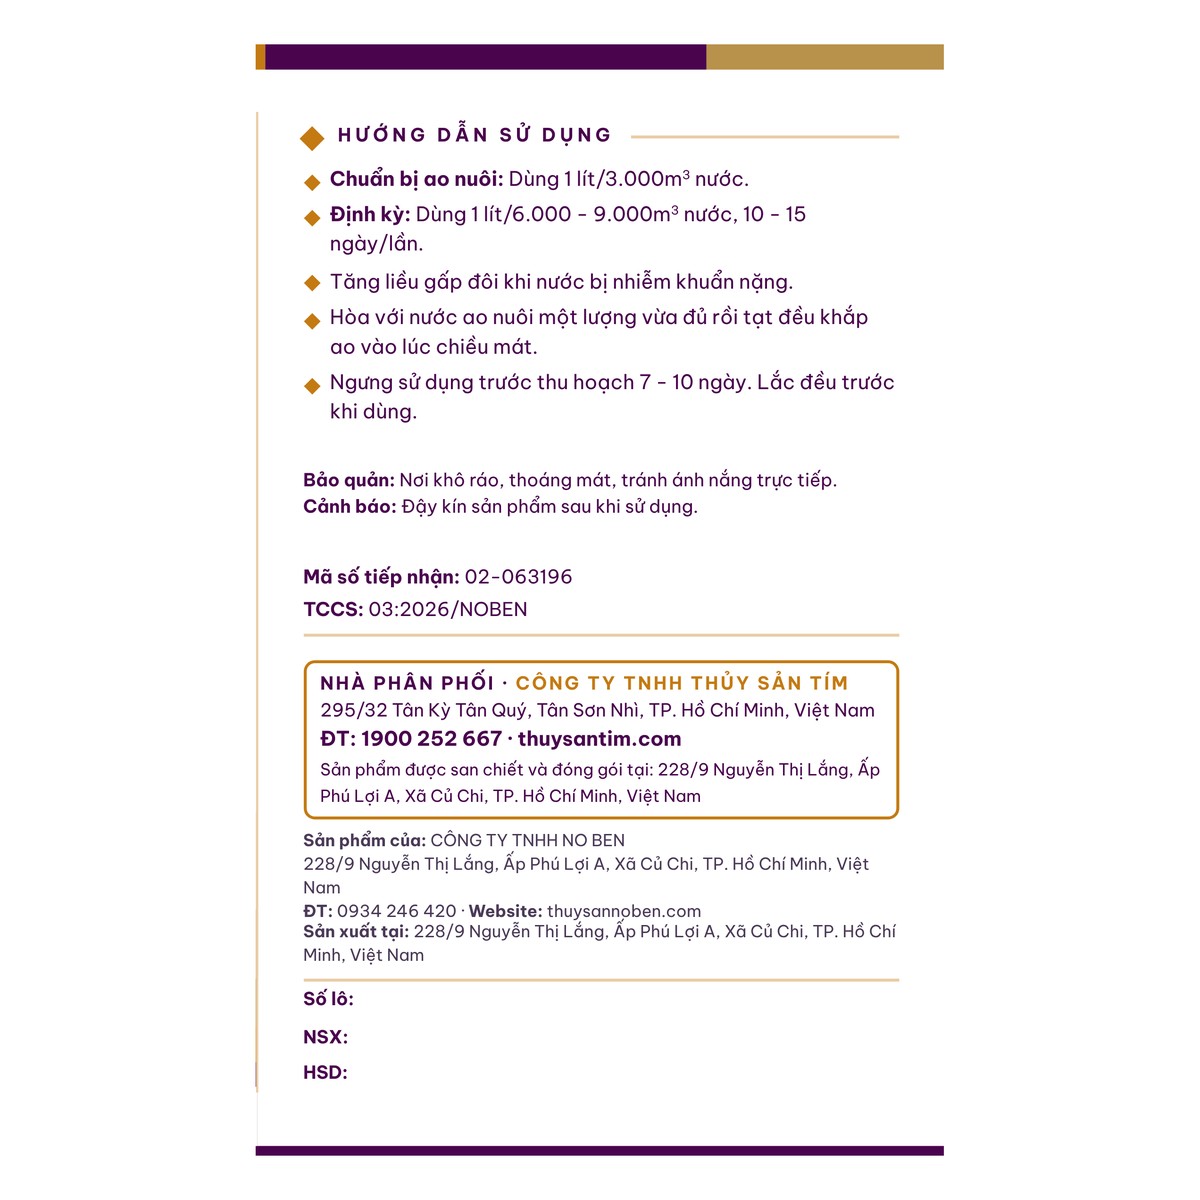 HƯỚNG DẪN SỬ DỤNG
Chuẩn bị ao nuôi: Dùng 1 lít/3.000m³ nước.
Định kỳ: Dùng 1 lít/6.000 - 9.000m³ nước, 10 - 15
ngày/lần.
Tăng liều gấp đôi khi nước bị nhiễm khuẩn nặng.
Hòa với nước ao nuôi một lượng vừa đủ rồi tạt đều khắp
ao vào lúc chiều mát.
Ngưng sử dụng trước thu hoạch 7 - 10 ngày. Lắc đều trước
khi dùng.
Bảo quản: Nơi khô ráo, thoáng mát, tránh ánh nắng trực tiếp.
Cảnh báo: Đậy kín sản phẩm sau khi sử dụng.
Mã số tiếp nhận: 02-063196
TCCS: 03:2026/NOBEN
NHÀ PHÂN PHỐI · CÔNG TY TNHH THỦY SẢN TÍM
295/32 Tân Kỳ Tân Quý, Tân Sơn Nhì, TP. Hồ Chí Minh, Việt Nam
ĐT: 1900 252 667 · thuysantim.com
Sản phẩm được san chiết và đóng gói tại: 228/9 Nguyễn Thị Lắng, Ấp
Phú Lợi A, Xã Củ Chi, TP. Hồ Chí Minh, Việt Nam
Sản phẩm của: CÔNG TY TNHH NO BEN
228/9 Nguyễn Thị Lắng, Ấp Phú Lợi A, Xã Củ Chi, TP. Hồ Chí Minh, Việt
Nam
ĐT: 0934 246 420 · Website: thuysannoben.com
Sản xuất tại: 228/9 Nguyễn Thị Lắng, Ấp Phú Lợi A, Xã Củ Chi, TP. Hồ Chí
Minh, Việt Nam
Số lô:
NSX:
HSD: